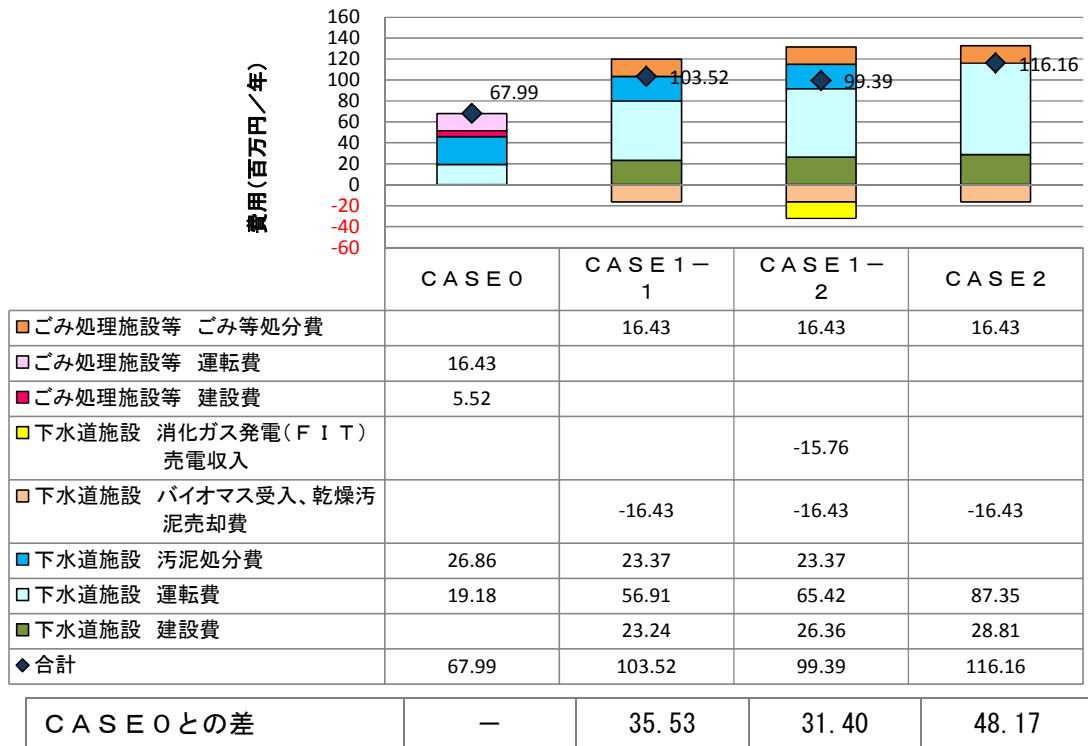 費用(百万円/年)
160
140
120
100
80
60
40
20
0
-20
-40
-60
67.99
103.52
99.39
116.16
CASE0 CASE1-1 CASE1-2 CASE2
ごみ処理施設等 ごみ等処分費 16.43 16.43 16.43
ごみ処理施設等 運転費 16.43
ごみ処理施設等 建設費 5.52
下水道施設 消化ガス発電(FIT)
売電収入 -15.76
下水道施設 バイオマス受入、乾燥汚
泥売却費 -16.43 -16.43 -16.43
下水道施設 汚泥処分費 26.86 23.37 23.37
下水道施設 運転費 19.18 56.91 65.42 87.35
下水道施設 建設費 23.24 26.36 28.81
合計 67.99 103.52 99.39 116.16
CASE0との差 - 35.53 31.40 48.17